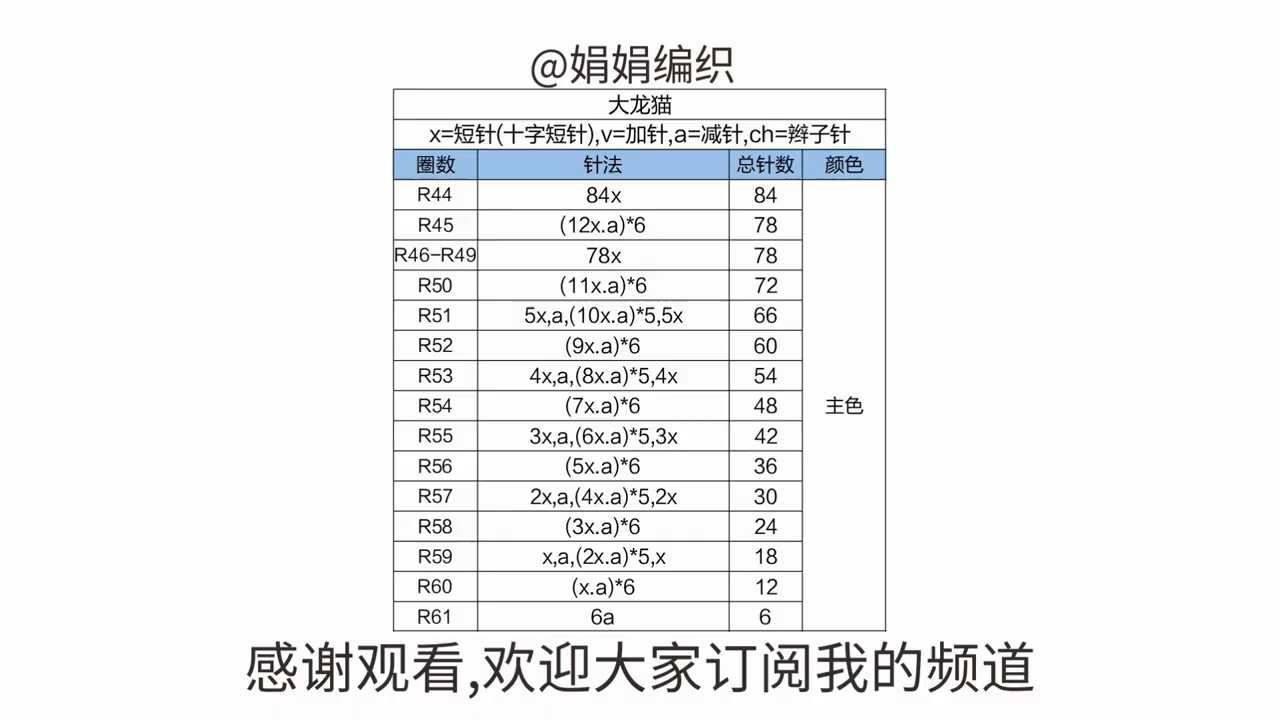 @娟娟编织
大龙猫
x=短针(十字短针),v=加针,a=减针,ch=辫子针
圈数 针法 总针数 颜色
R44 84x 84
R45 (12x.a)*6 78
R46-R49 78x 78
R50 (11x.a)*6 72
R51 5x,a,(10x.a)*5,5x 66
R52 (9x.a)*6 60
R53 4x,a,(8x.a)*5,4x 54
R54 (7x.a)*6 48 主色
R55 3x,a,(6x.a)*5,3x 42
R56 (5x.a)*6 36
R57 2x,a,(4x.a)*5,2x 30
R58 (3x.a)*6 24
R59 x,a,(2x.a)*5,x 18
R60 (x.a)*6 12
R61 6a 6
感谢观看,欢迎大家订阅我的频道